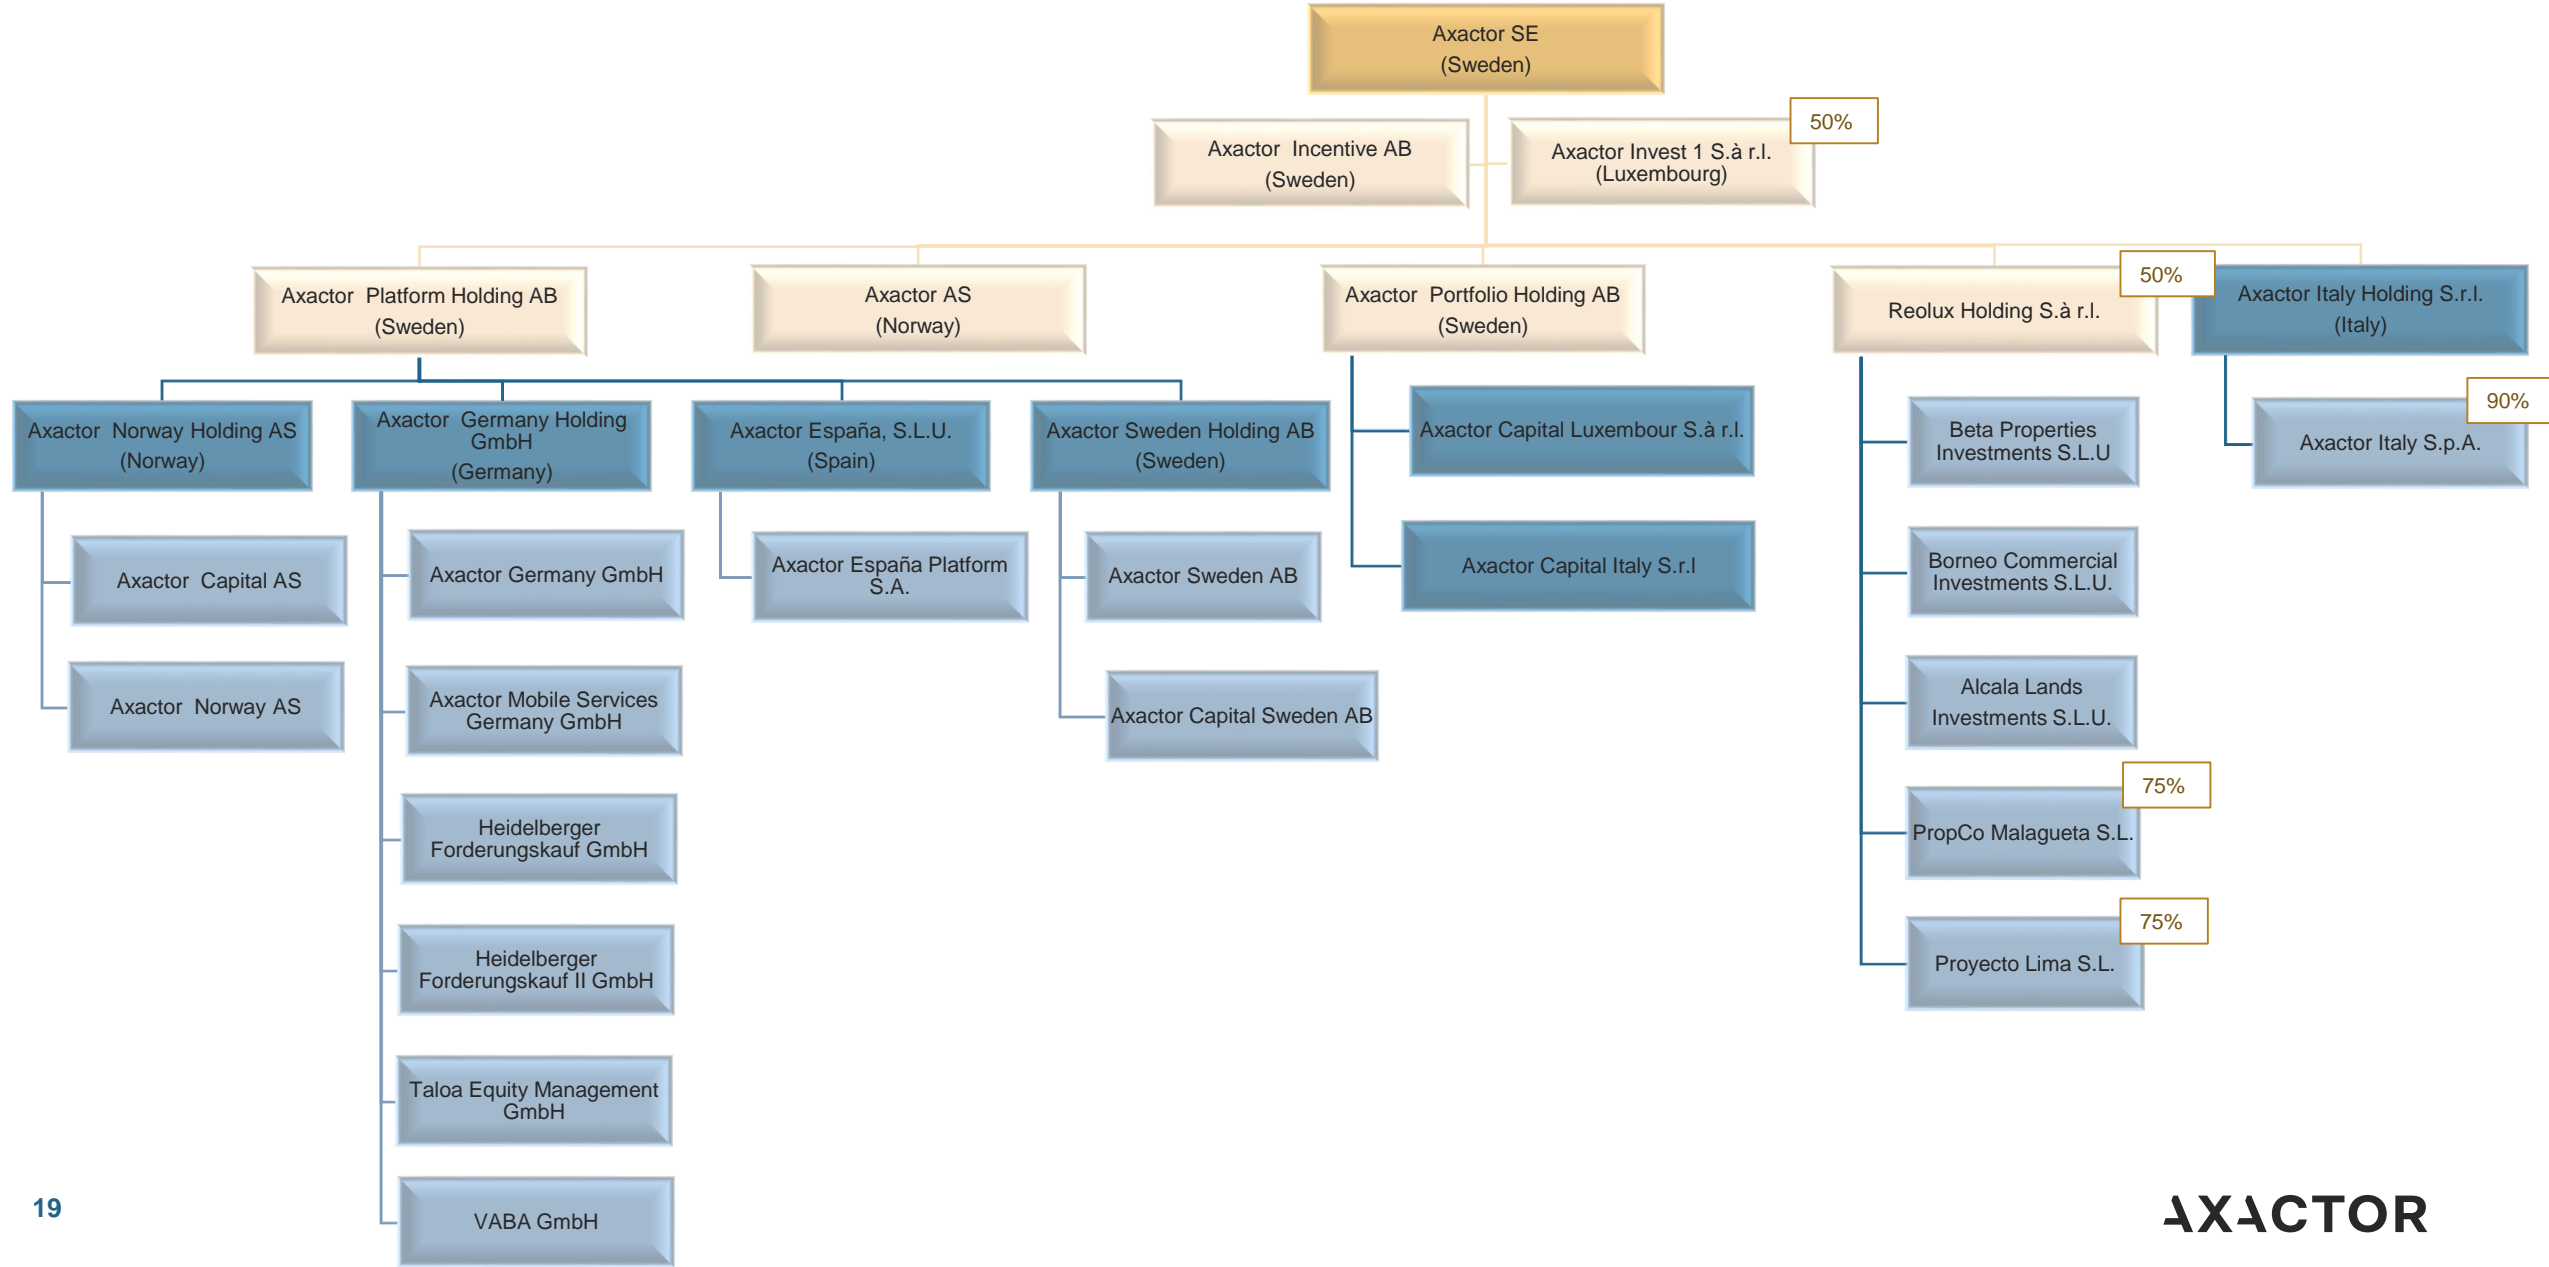 Axactor SE
(Sweden)
50%
Axactor Incentive AB
(Sweden)
Axactor Invest 1 S.à r.l.
(Luxembourg)
Axactor Platform Holding AB
(Sweden)
Axactor AS
(Norway)
Axactor Portfolio Holding AB
(Sweden)
50%
Reolux Holding S.à r.l.
Axactor Italy Holding S.r.l.
(Italy)
Axactor Norway Holding AS
(Norway)
Axactor Germany Holding
GmbH
(Germany)
Axactor España, S.L.U.
(Spain)
Axactor Sweden Holding AB
(Sweden)
Axactor Capital Luxembour S.à r.l.
Beta Properties
Investments S.L.U
90%
Axactor Italy S.p.A.
Axactor Capital AS
Axactor Germany GmbH
Axactor España Platform
S.A.
Axactor Sweden AB
Axactor Capital Italy S.r.l
Borneo Commercial
Investments S.L.U.
Axactor Norway AS
Axactor Mobile Services
Germany GmbH
Axactor Capital Sweden AB
Alcala Lands
Investments S.L.U.
75%
Heidelberger
Forderungskauf GmbH
PropCo Malagueta S.L.
75%
Heidelberger
Forderungskauf II GmbH
Proyecto Lima S.L.
Taloa Equity Management
GmbH
VABA GmbH
19
AXACTOR